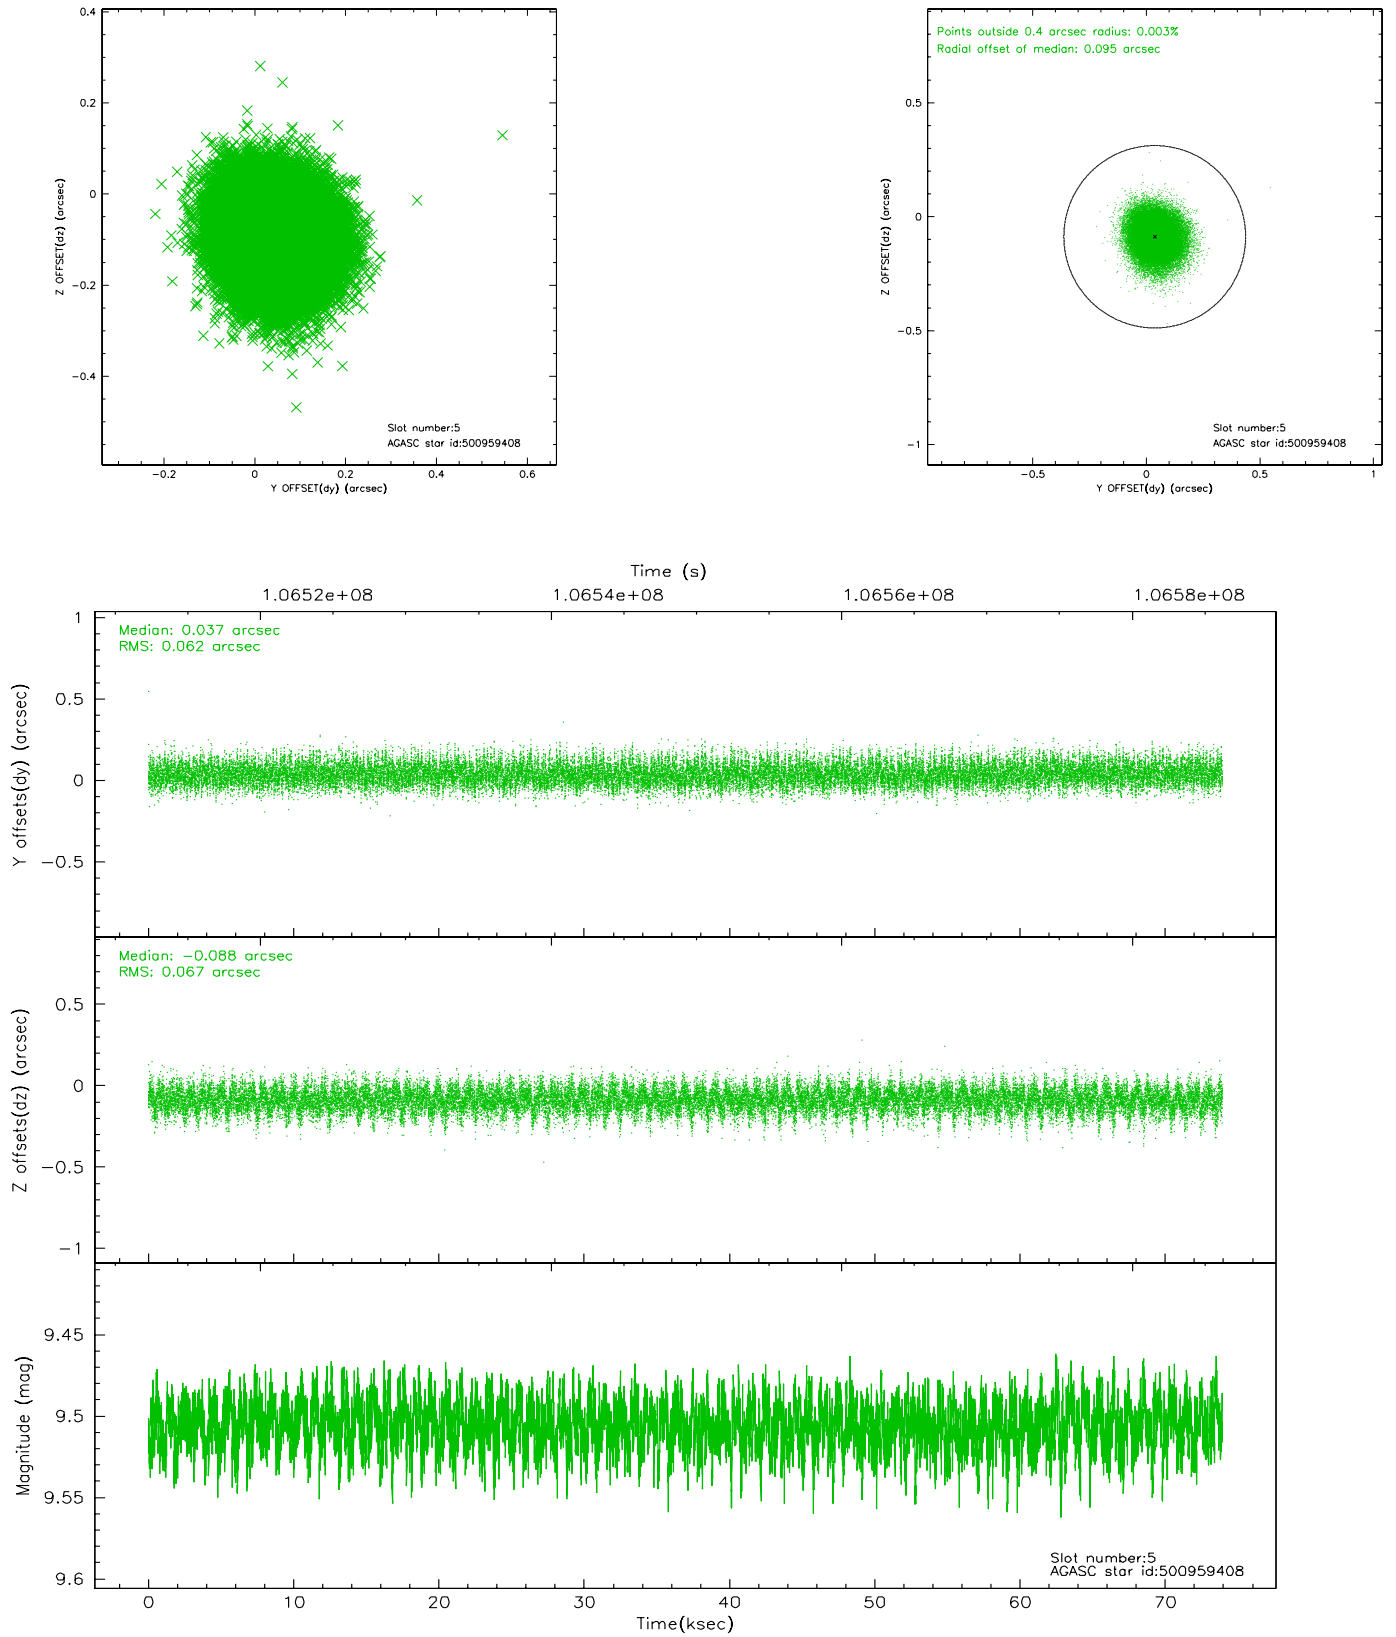 0.4
0.2
0
−0.2
−0.4
Z OFFSET(dz) (arcsec)
−0.2
0
0.2
0.4
0.6
Y OFFSET(dy) (arcsec)
Slot number:5
AGASC star id:500959408
Points outside 0.4 arcsec radius: 0.003%
Radial offset of median: 0.095 arcsec
0.5
0
−0.5
−1
Z OFFSET(dz) (arcsec)
−0.5
0
0.5
1
Y OFFSET(dy) (arcsec)
Slot number:5
AGASC star id:500959408
Time (s)
1.0652e+08
1.0654e+08
1.0656e+08
1.0658e+08
Median: 0.037 arcsec
RMS: 0.062 arcsec
1
0.5
0
−0.5
Y offsets(dy) (arcsec)
Median: −0.088 arcsec
RMS: 0.067 arcsec
0.5
0
−0.5
−1
Z offsets(dz) (arcsec)
9.45
9.5
9.55
9.6
Magnitude (mag)
Slot number:5
AGASC star id:500959408
0
10
20
30
40
50
60
70
Time(ksec)